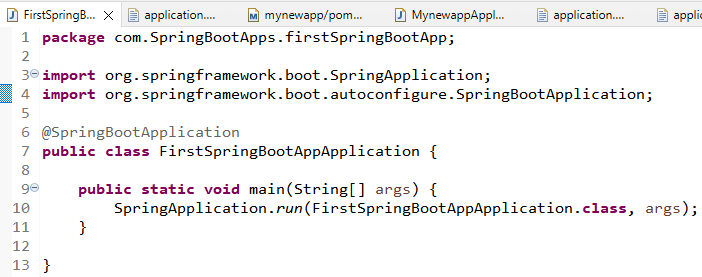 FirstSpringB... application.... mynewapp/pom... MynewappAppl... application.... applic
1 package com.SpringBootApps.firstSpringBootApp;
2
3 import org.springframework.boot.SpringApplication;
4 import org.springframework.boot.autoconfigure.SpringBootApplication;
5
6 @SpringBootApplication
7 public class FirstSpringBootAppApplication {
8
9 public static void main(String[] args) {
10 SpringApplication.run(FirstSpringBootAppApplication.class, args);
11 }
12
13 }